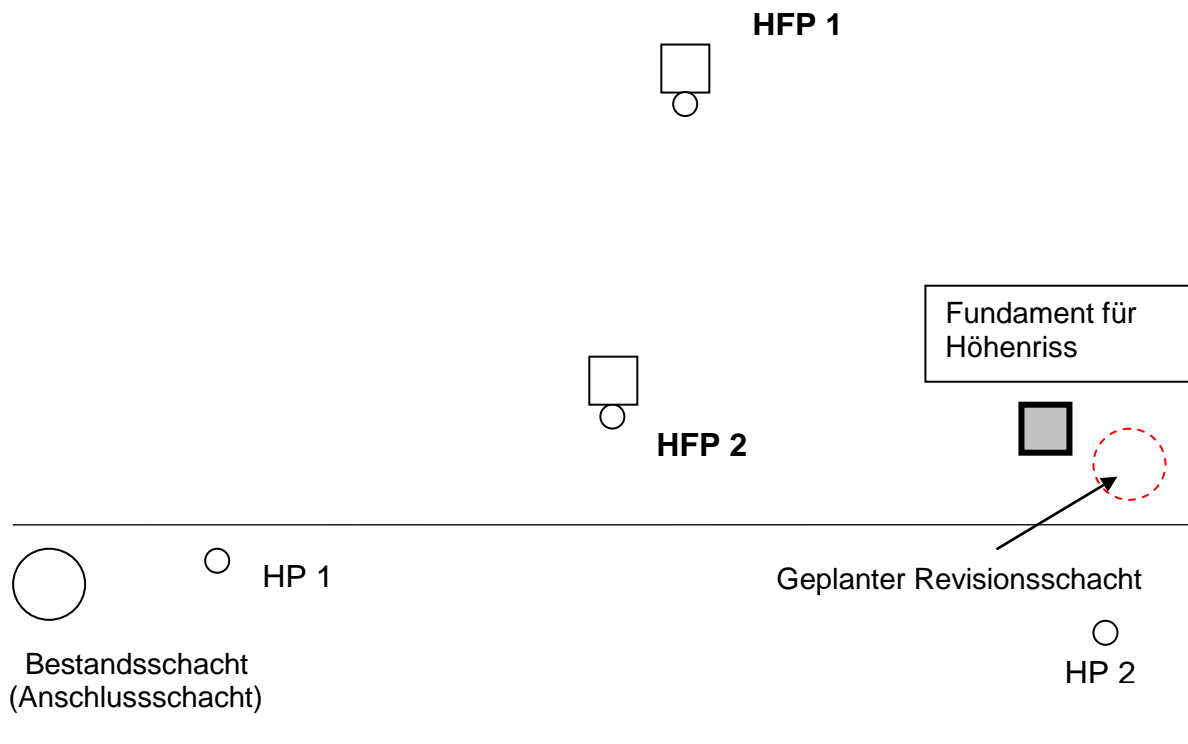 HFP 1
Fundament für
Höhenriss
HFP 2
HP 1
Geplanter Revisionsschacht
Bestandsschacht
(Anschlussschacht)
HP 2